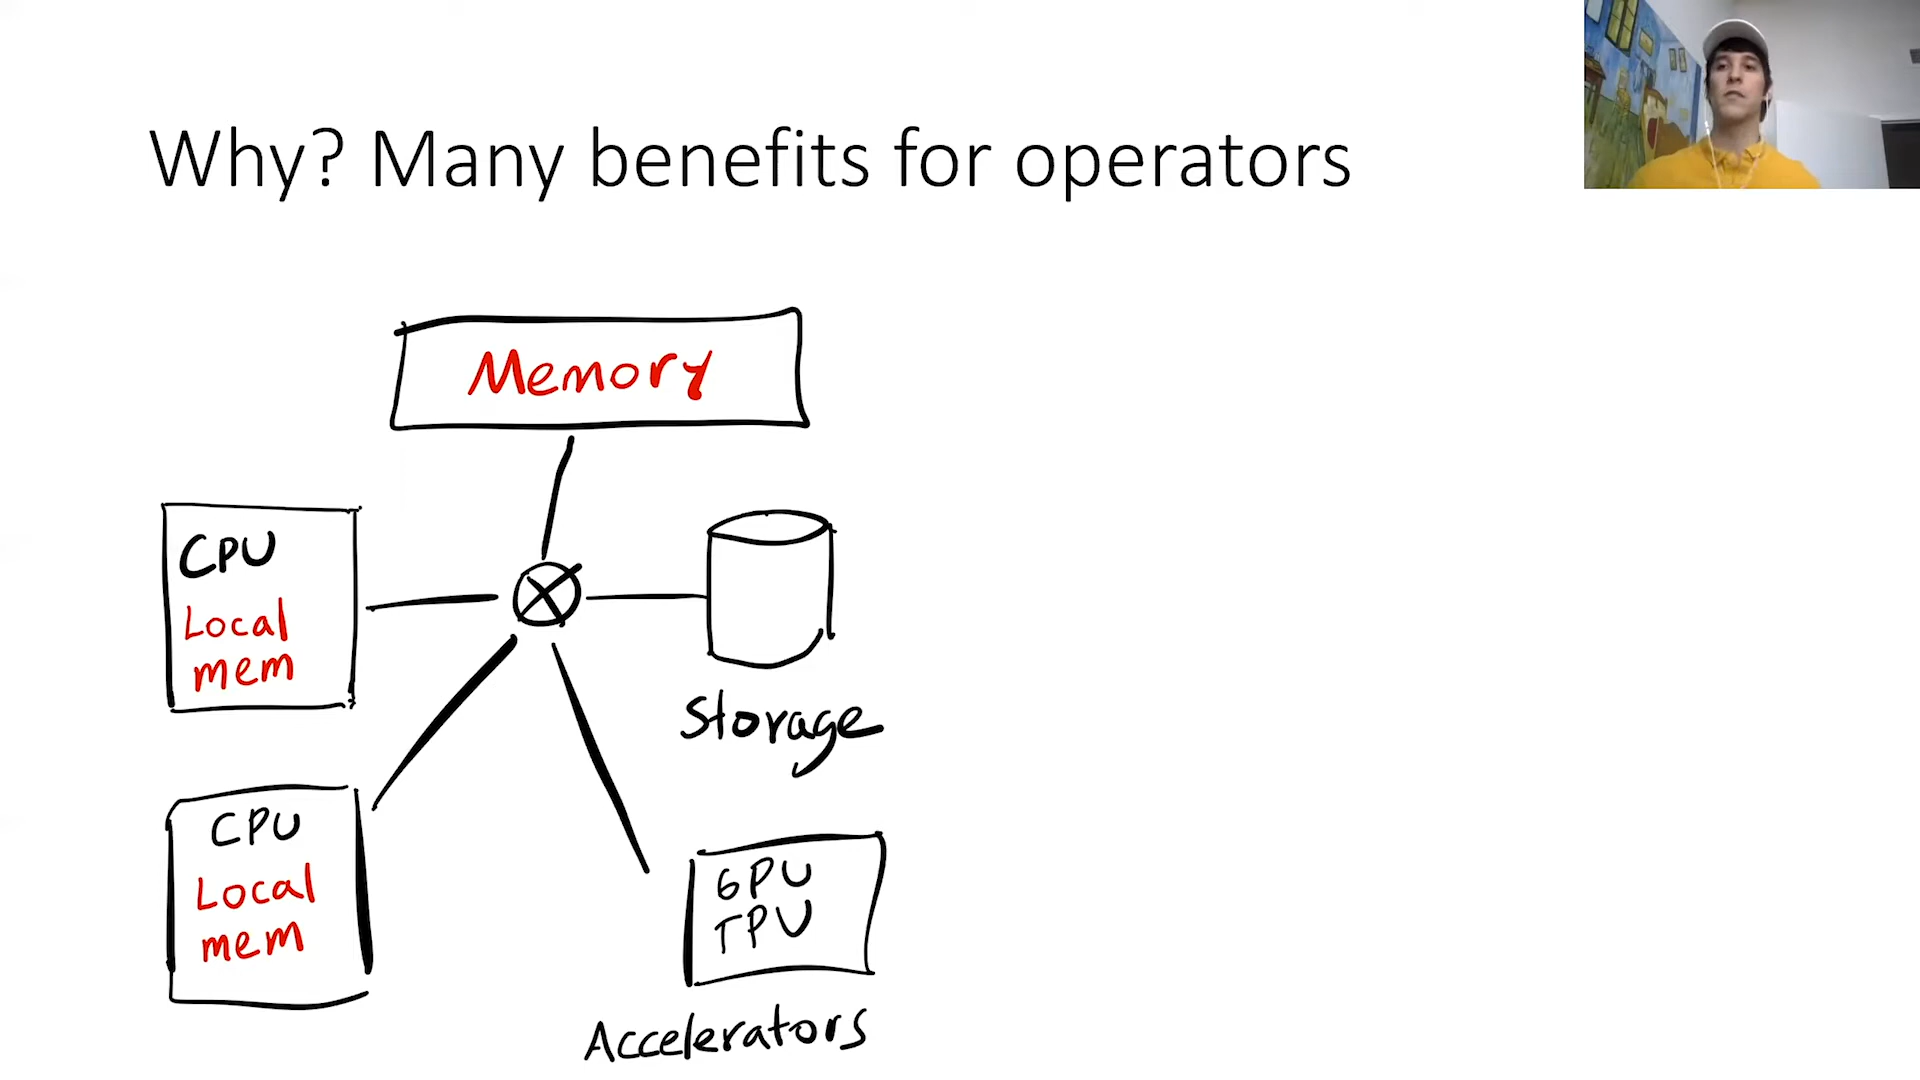 Why? Many benefits for operators
Memory
CPU
Local
mem
Storage
CPU
Local
mem
GPU
TPU
Accelerators